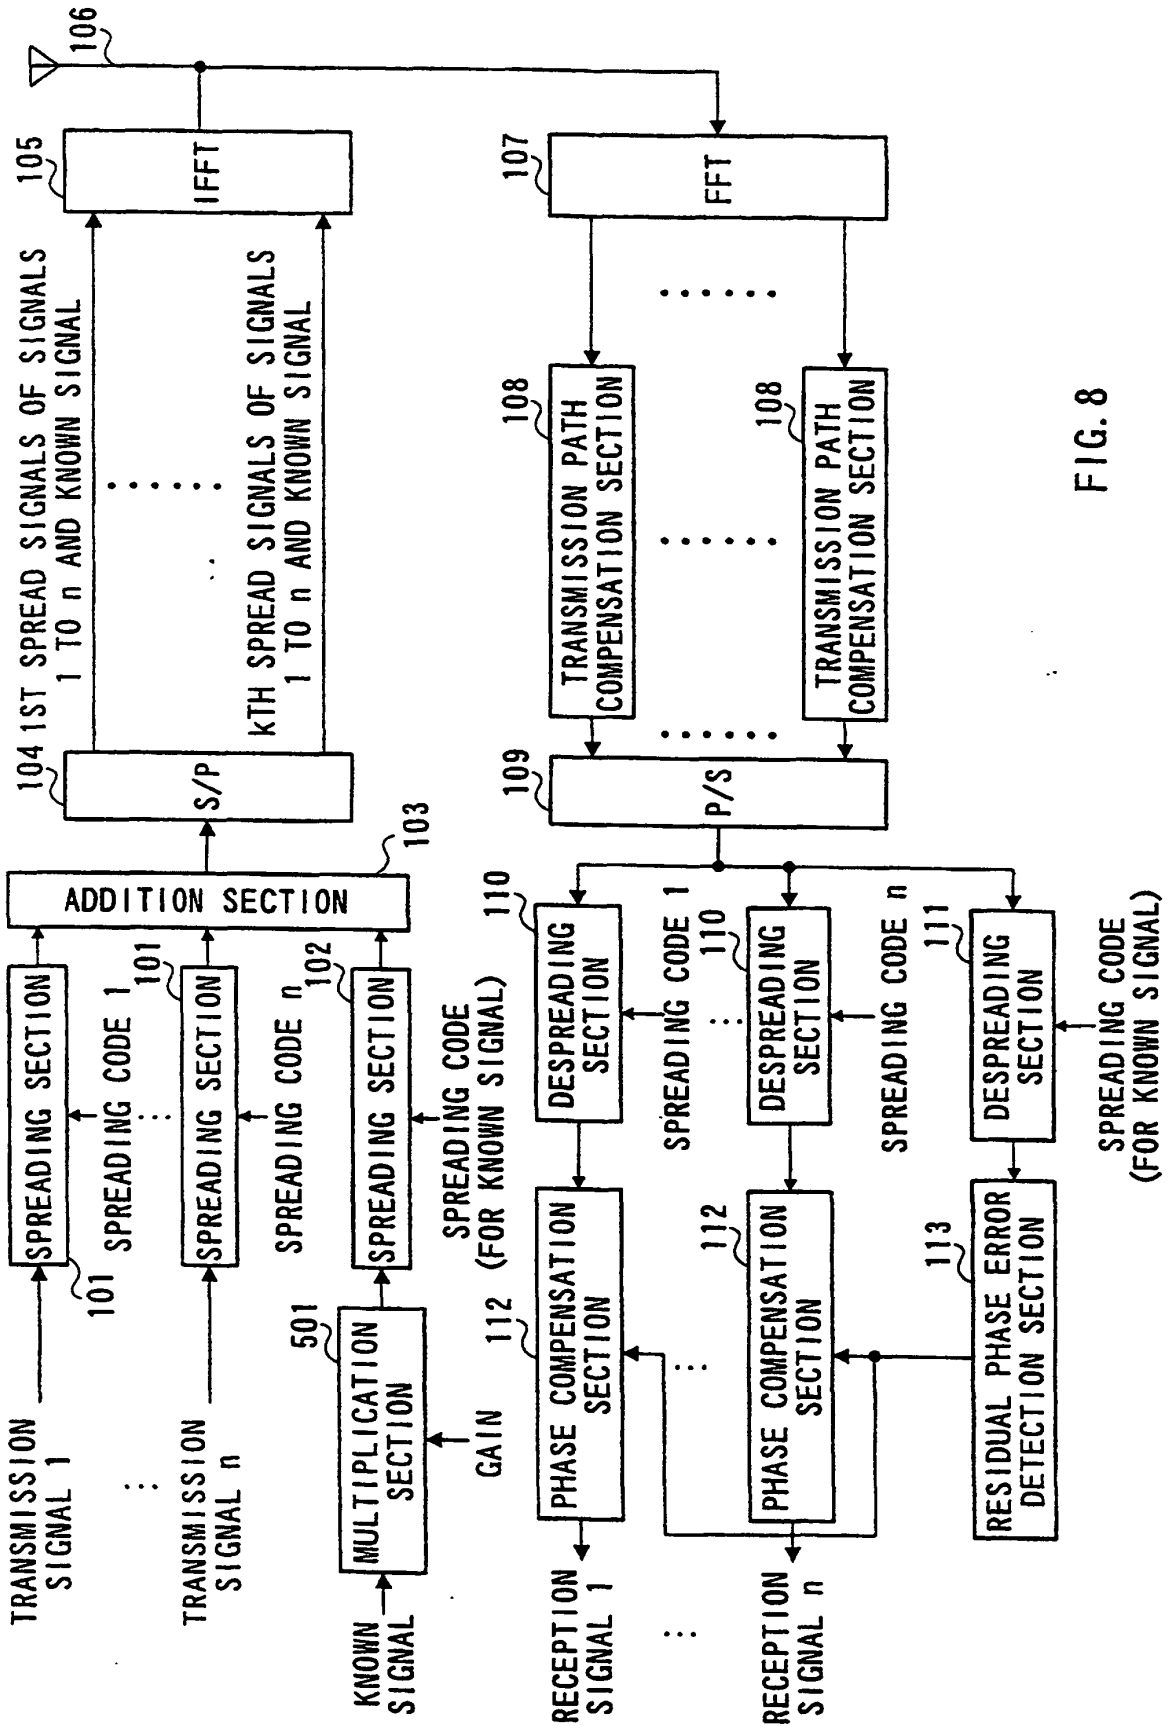 TRANSMISSION
SIGNAL 1
...
TRANSMISSION
SIGNAL n
KNOWN
SIGNAL
501
MULTIPLICATION
SECTION
GAIN
101
SPREADING SECTION
SPREADING CODE 1
...
101
SPREADING SECTION
SPREADING CODE n
102
SPREADING SECTION
SPREADING CODE
(FOR KNOWN SIGNAL)
ADDITION SECTION
103
104
S/P
1ST SPREAD SIGNALS OF SIGNALS
1 TO n AND KNOWN SIGNAL
......
kTH SPREAD SIGNALS OF SIGNALS
1 TO n AND KNOWN SIGNAL
105
IFFT
106
107
FFT
......
108
TRANSMISSION PATH
COMPENSATION SECTION
......
108
TRANSMISSION PATH
COMPENSATION SECTION
......
109
P/S
110
DESPREADING
SECTION
SPREADING CODE 1
...
110
DESPREADING
SECTION
SPREADING CODE n
111
DESPREADING
SECTION
SPREADING CODE
(FOR KNOWN SIGNAL)
112
PHASE COMPENSATION
SECTION
...
112
PHASE COMPENSATION
SECTION
113
RESIDUAL PHASE ERROR
DETECTION SECTION
RECEPTION
SIGNAL 1
...
RECEPTION
SIGNAL n
FIG. 8